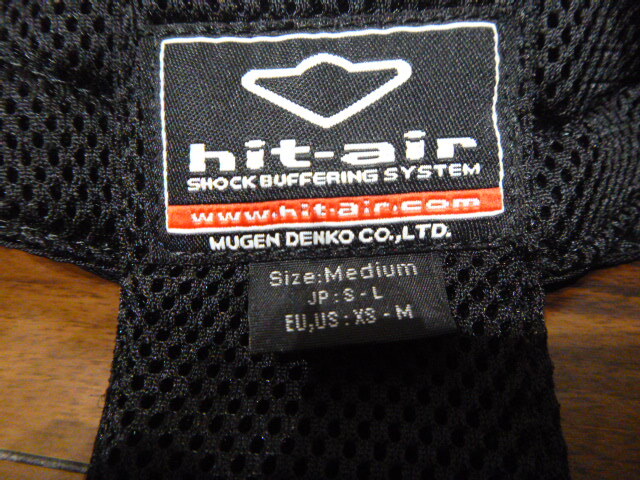 hit-air
SHOCK BUFFERING SYSTEM
www.hit-air.com
MUGEN DENKO CO.,LTD.
Size:Medium
JP:S-L
EU,US:XS-M